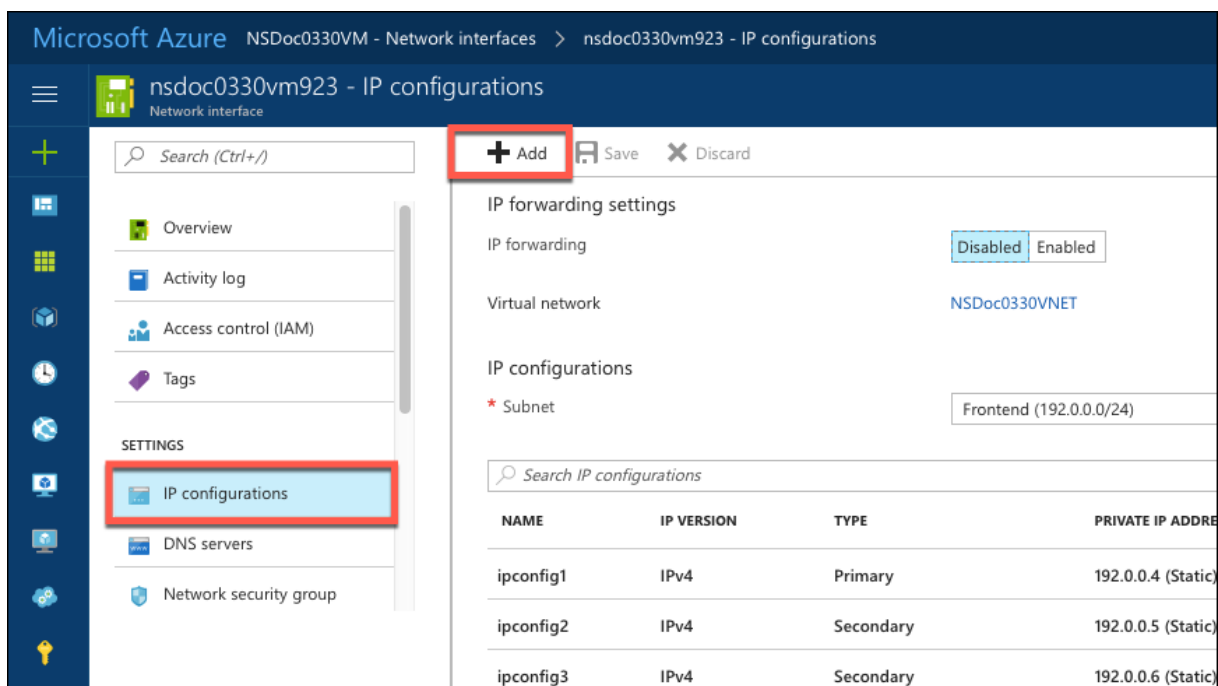 Microsoft Azure NSDoc0330VM - Network interfaces > nsdoc0330vm923 - IP configurations
nsdoc0330vm923 - IP configurations
Network interface
Search (Ctrl+/)
Overview
Activity log
Access control (IAM)
Tags
SETTINGS
IP configurations
DNS servers
Network security group
Add Save Discard
IP forwarding settings
IP forwarding Disabled Enabled
Virtual network NSDoc0330VNET
IP configurations
* Subnet Frontend (192.0.0.0/24)
Search IP configurations
NAME IP VERSION TYPE PRIVATE IP ADDRE
ipconfig1 IPv4 Primary 192.0.0.4 (Static)
ipconfig2 IPv4 Secondary 192.0.0.5 (Static)
ipconfig3 IPv4 Secondary 192.0.0.6 (Static)